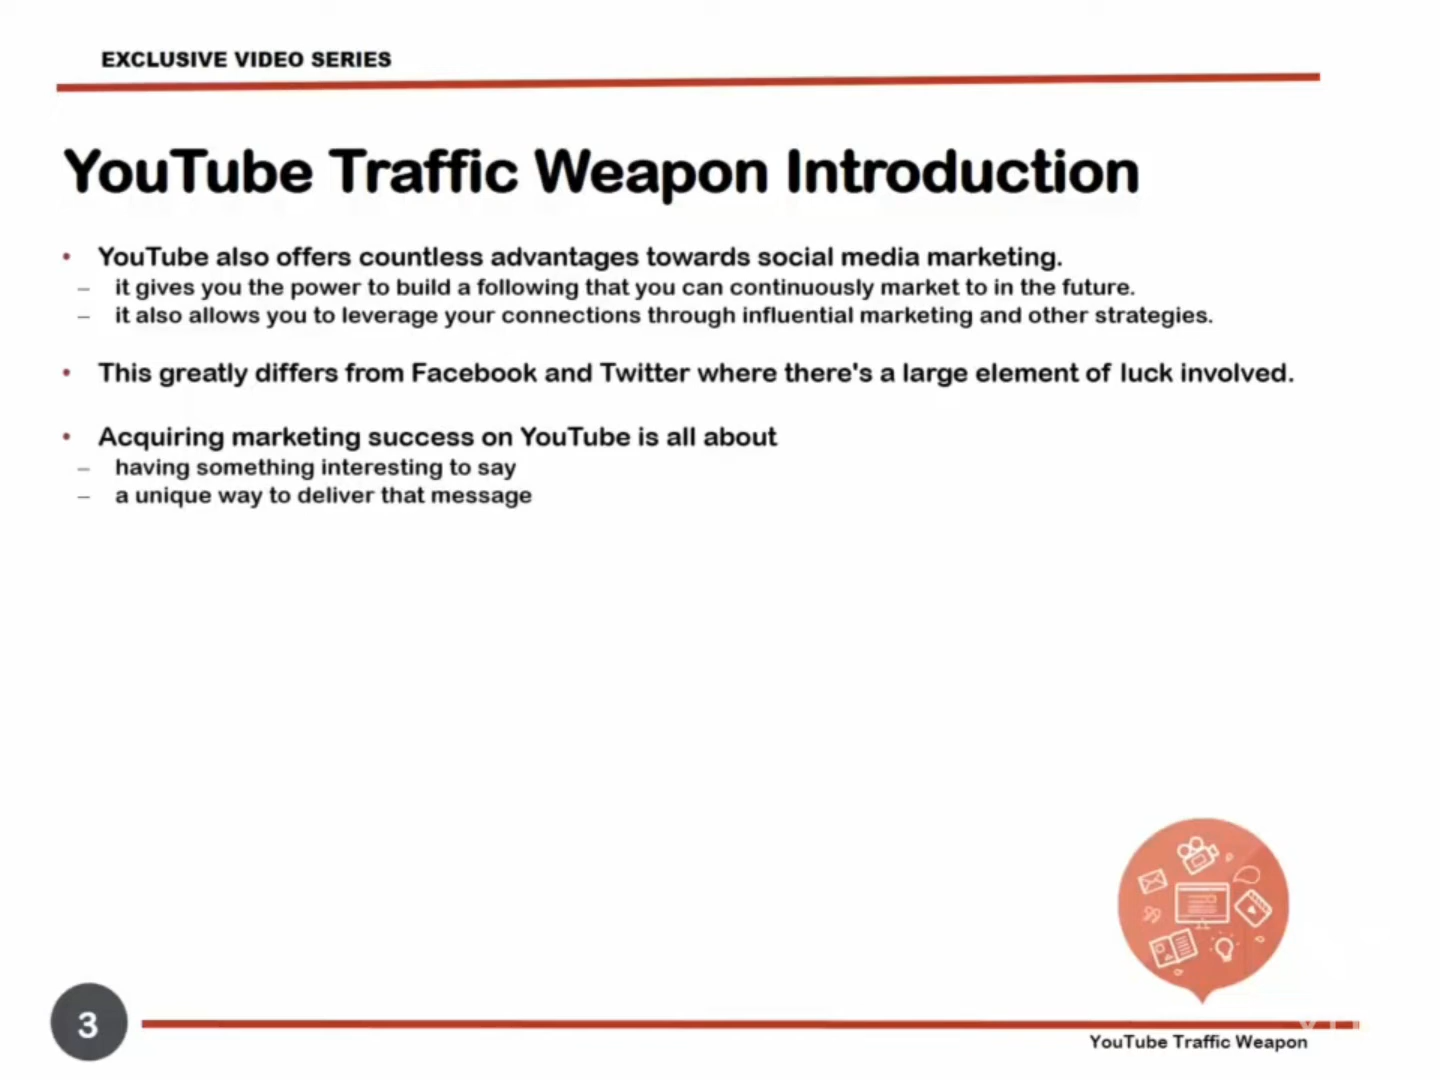 EXCLUSIVE VIDEO SERIES
YouTube Traffic Weapon Introduction
• YouTube also offers countless advantages towards social media marketing.
– it gives you the power to build a following that you can continuously market to in the future.
– it also allows you to leverage your connections through influential marketing and other strategies.
• This greatly differs from Facebook and Twitter where there's a large element of luck involved.
• Acquiring marketing success on YouTube is all about
– having something interesting to say
– a unique way to deliver that message
3
YouTube Traffic Weapon